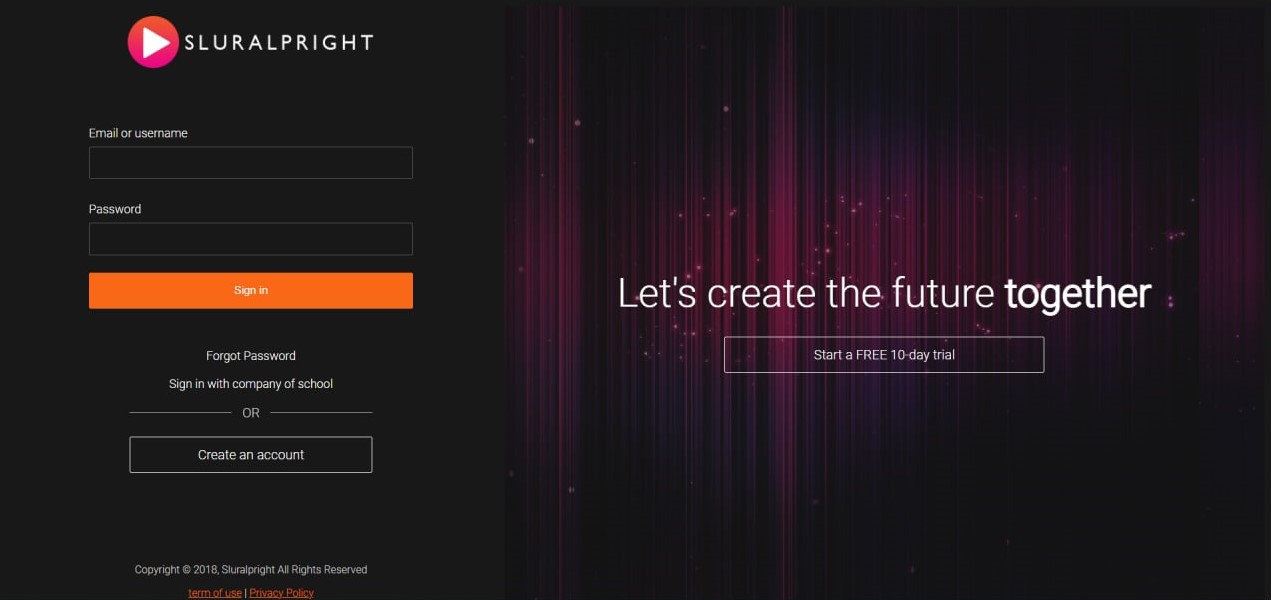 SLURALPRIGHT
Email or username
Password
Sign in
Forgot Password
Sign in with company of school
OR
Create an account
Copyright © 2018, Sluralpright All Rights Reserved
term of use | Privacy Policy
Let's create the future together
Start a FREE 10-day trial